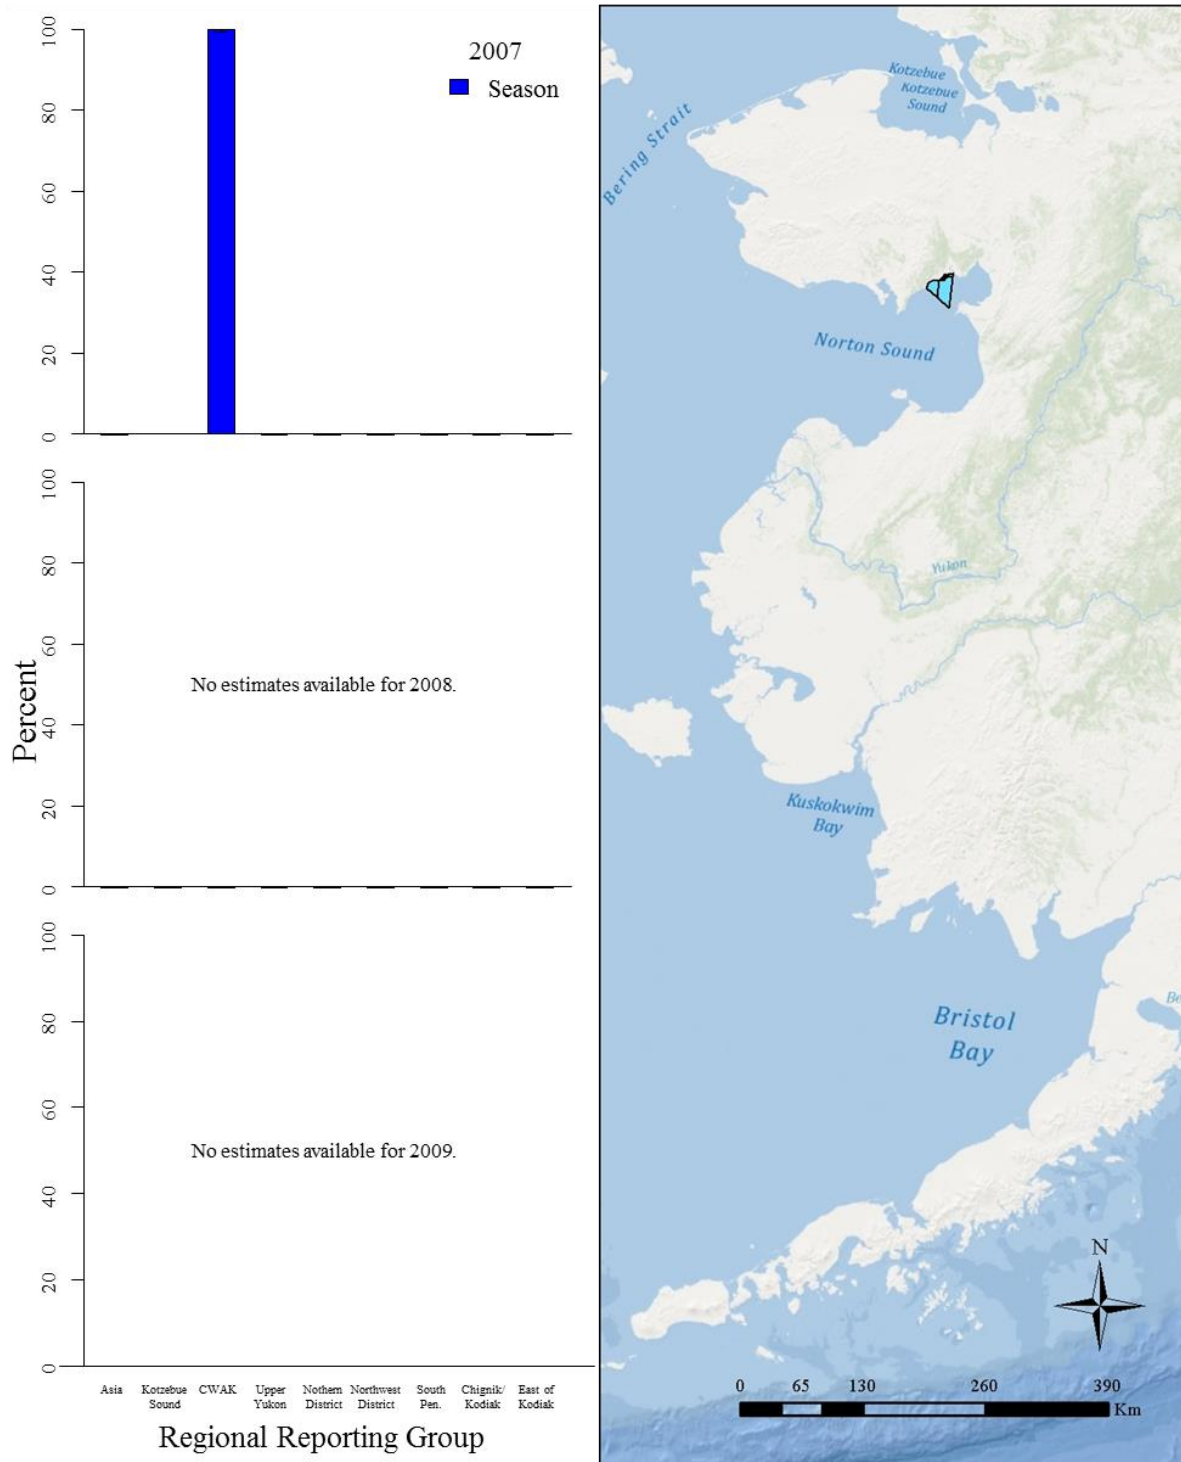 2007
Season
100
80
60
40
20
0
100
80
60
40
20
0
No estimates available for 2008.
100
80
60
40
20
0
No estimates available for 2009.
Percent
Asia
Kotzebue
Sound
CWAK
Upper
Yukon
Nothern
District
Northwest
District
South
Pen.
Chignik/
Kodiak
East of
Kodiak
Regional Reporting Group
Kotzebue
Kotzebue
Sound
Bering Strait
Norton Sound
Yukon
Kuskokwim
Bay
Bristol
Bay
Be
N
0 65 130 260 390
Km